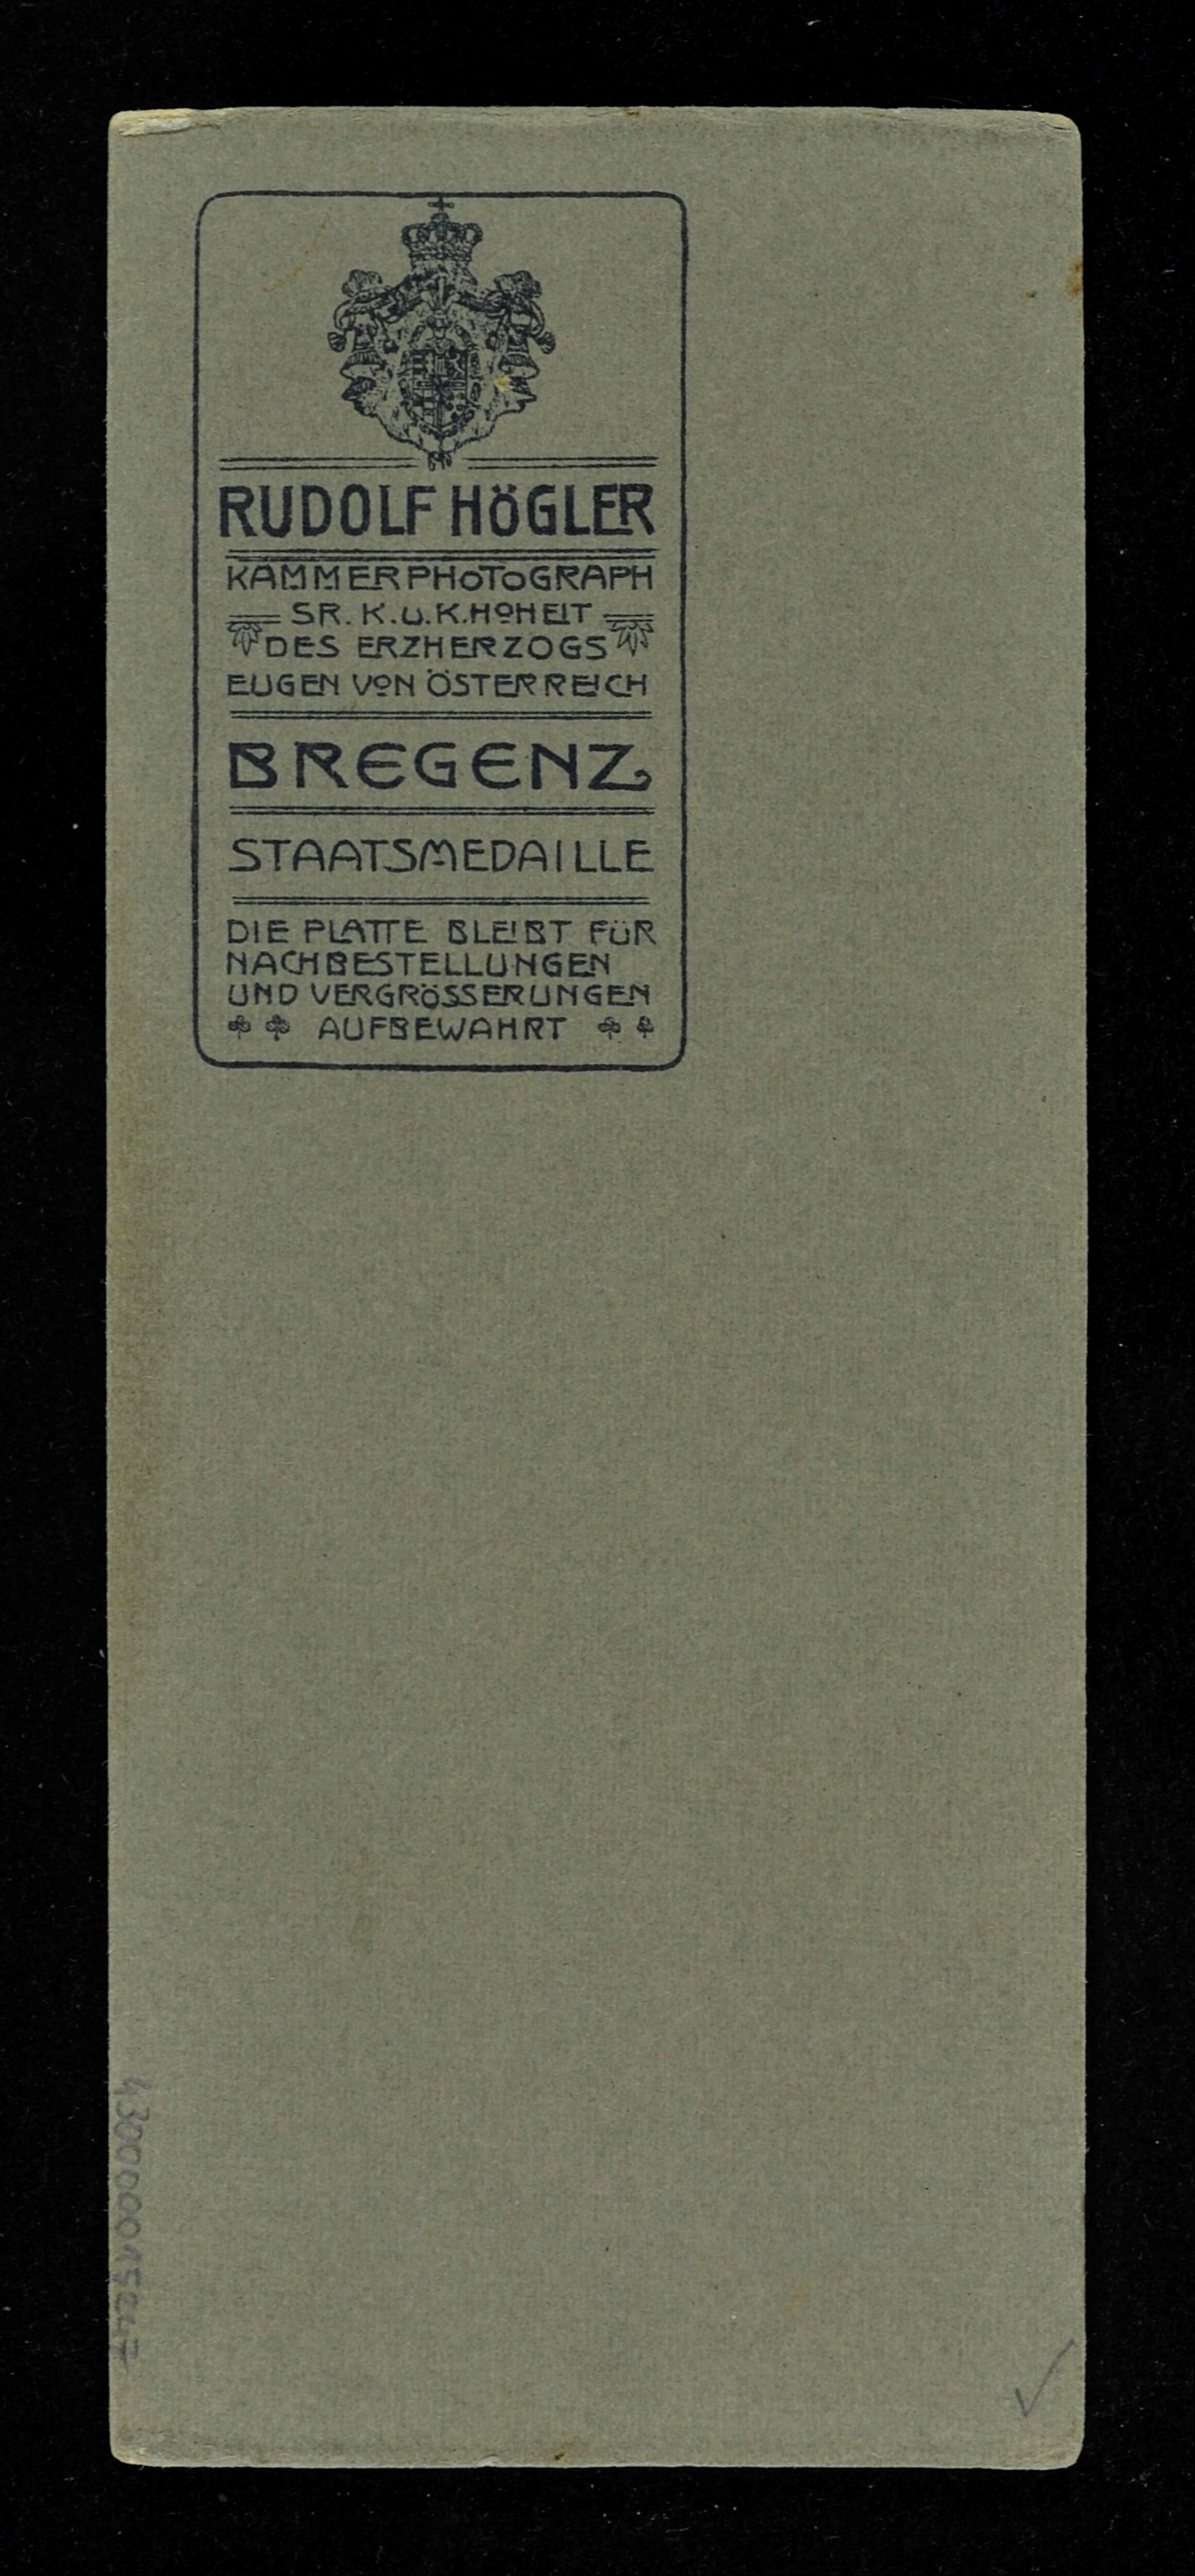 RUDOLF HÖGLER
KAMMERPHOTOGRAPH
SR. K.U.K.HOHEIT
DES ERZHERZOGS
EUGEN VON ÖSTERREICH
BREGENZ
STAATSMEDAILLE
DIE PLATTE BLEIBT FÜR
NACHBESTELLUNGEN
UND VERGRÖSSERUNGEN
AUFBEWAHRT
43000015247